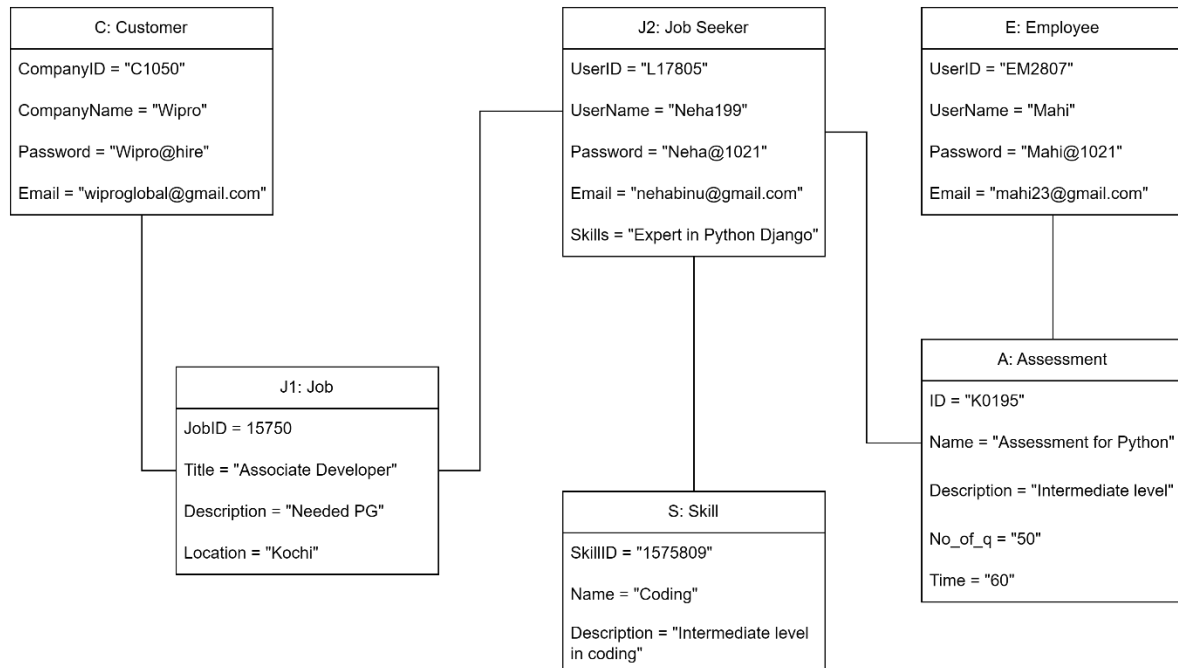 C: Customer
CompanyID = "C1050"
CompanyName = "Wipro"
Password = "Wipro@hire"
Email = "wiproglobal@gmail.com"
J2: Job Seeker
UserID = "L17805"
UserName = "Neha199"
Password = "Neha@1021"
Email = "nehabinu@gmail.com"
Skills = "Expert in Python Django"
E: Employee
UserID = "EM2807"
UserName = "Mahi"
Password = "Mahi@1021"
Email = "mahi23@gmail.com"
J1: Job
JobID = 15750
Title = "Associate Developer"
Description = "Needed PG"
Location = "Kochi"
S: Skill
SkillID = "1575809"
Name = "Coding"
Description = "Intermediate level
in coding"
A: Assessment
ID = "K0195"
Name = "Assessment for Python"
Description = "Intermediate level"
No_of_q = "50"
Time = "60"